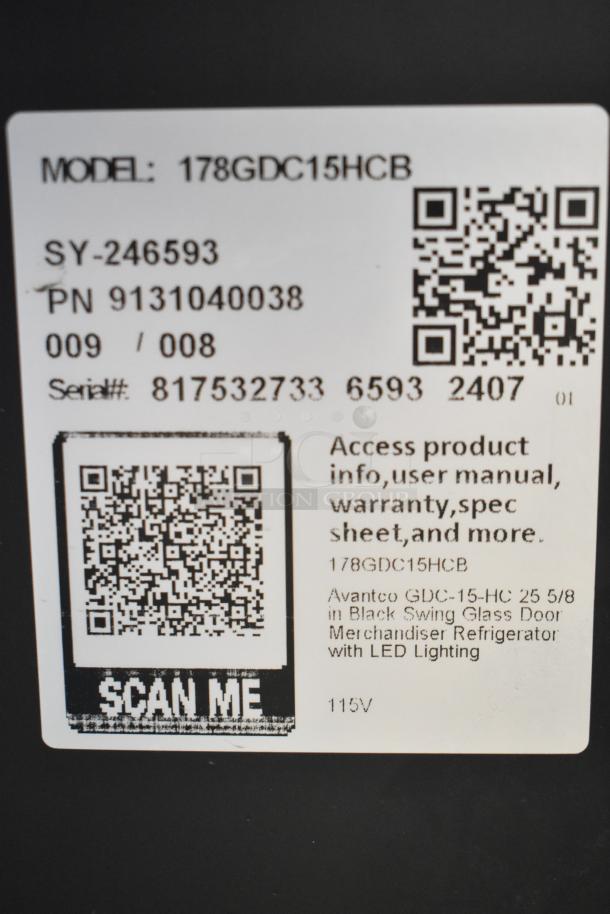 MODEL: 178GDC15HCB
SY-246593
PN 9131040038
009 / 008
Serial#: 817532733 6593 2407 01
Access product
info,user manual,
warranty,spec
sheet,and more.
178GDC15HCB
Avantco GDC-15-HC 25 5/8
in Black Swing Glass Door
Merchandiser Refrigerator
with LED Lighting
115V
SCAN ME